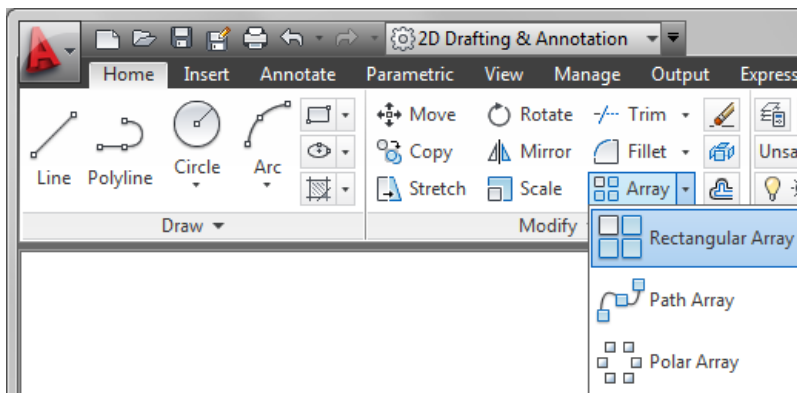 2D Drafting & Annotation
Home Insert Annotate Parametric View Manage Output Express
Line Polyline Circle Arc
Move Rotate Trim
Copy Mirror Fillet Unsa
Stretch Scale Array
Draw Modify
Rectangular Array
Path Array
Polar Array